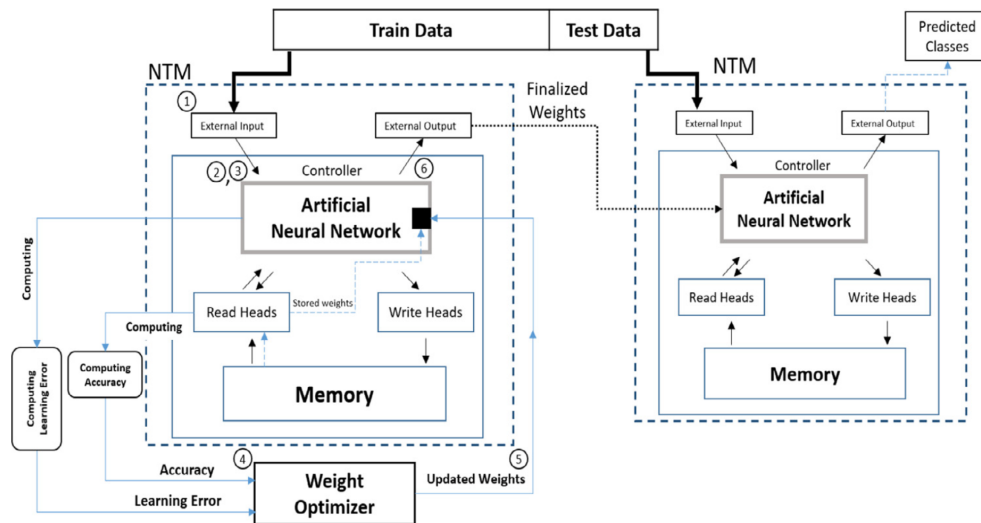 Train Data
Test Data
Predicted
Classes
NTM
NTM
Finalized
Weights
①
External Input
External Output
External Input
External Output
②,③
Controller
⑥
Controller
Artificial
Neural Network
Artificial
Neural Network
Computing
Stored weights
Read Heads
Write Heads
Read Heads
Write Heads
Computing
Computing
Learning Error
Computing
Accuracy
Memory
Memory
④
⑤
Accuracy
Learning Error
Weight
Optimizer
Updated Weights